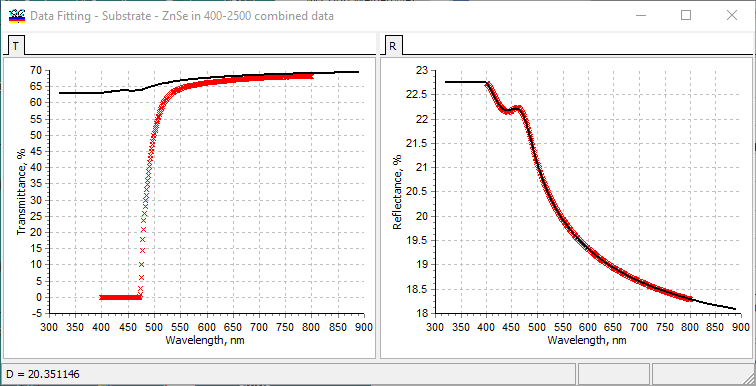 Data Fitting - Substrate - ZnSe in 400-2500 combined data
T
R
70
65
60
55
50
45
40
35
30
25
20
15
10
5
0
-5
Transmittance, %
300 350 400 450 500 550 600 650 700 750 800 850 900
Wavelength, nm
23
22.5
22
21.5
21
20.5
20
19.5
19
18.5
18
Reflectance, %
300 350 400 450 500 550 600 650 700 750 800 850 900
Wavelength, nm
D = 20.351146